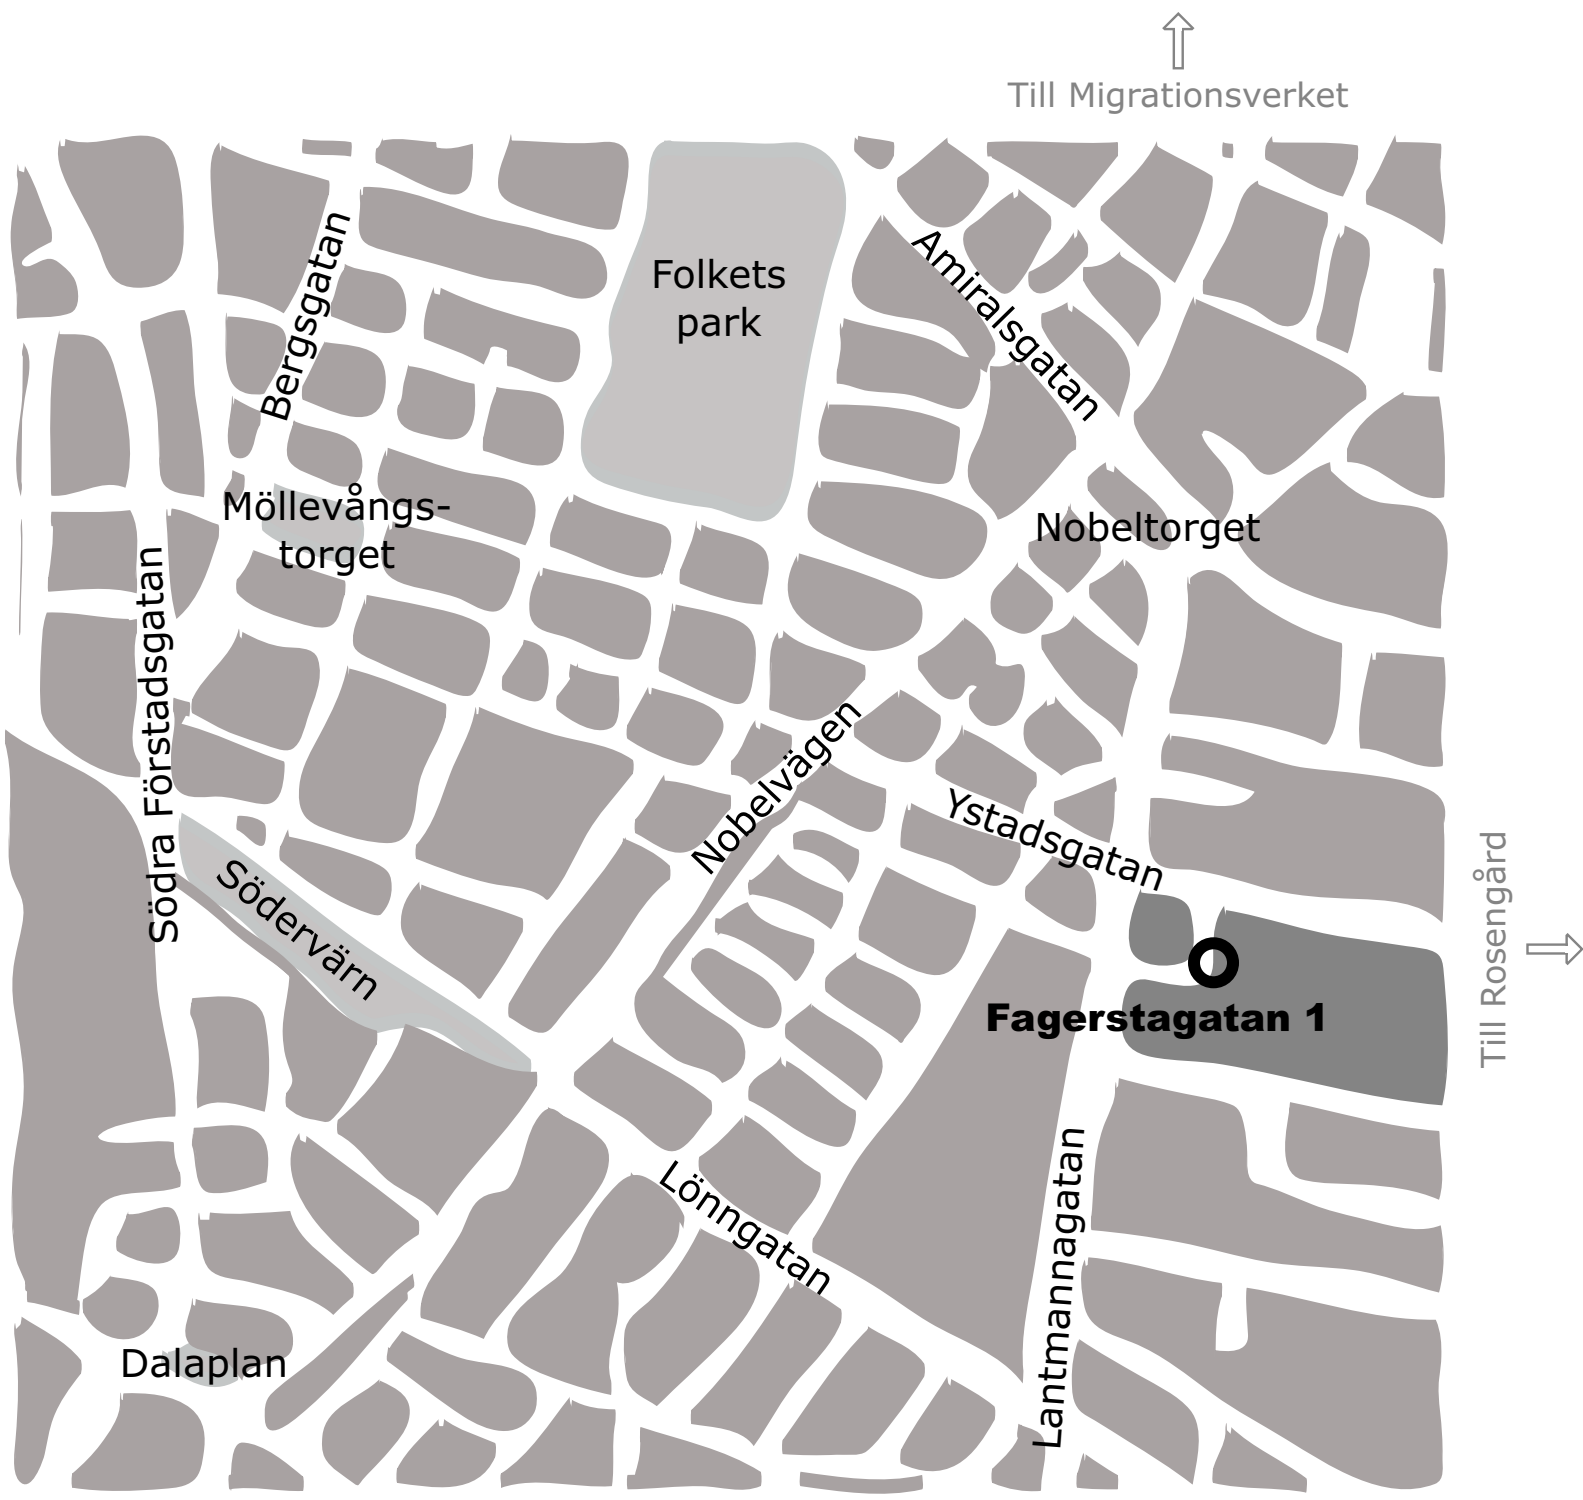 Till Migrationsverket
Bergsgatan
Folkets
park
Amiralsgatan
Möllevångs-
torget
Nobeltorget
Södra Förstadsgatan
Nobelvägen
Ystadsgatan
Södervärn
Till Rosengård
Fagerstagatan 1
Lönngatan
Lantmannagatan
Dalaplan